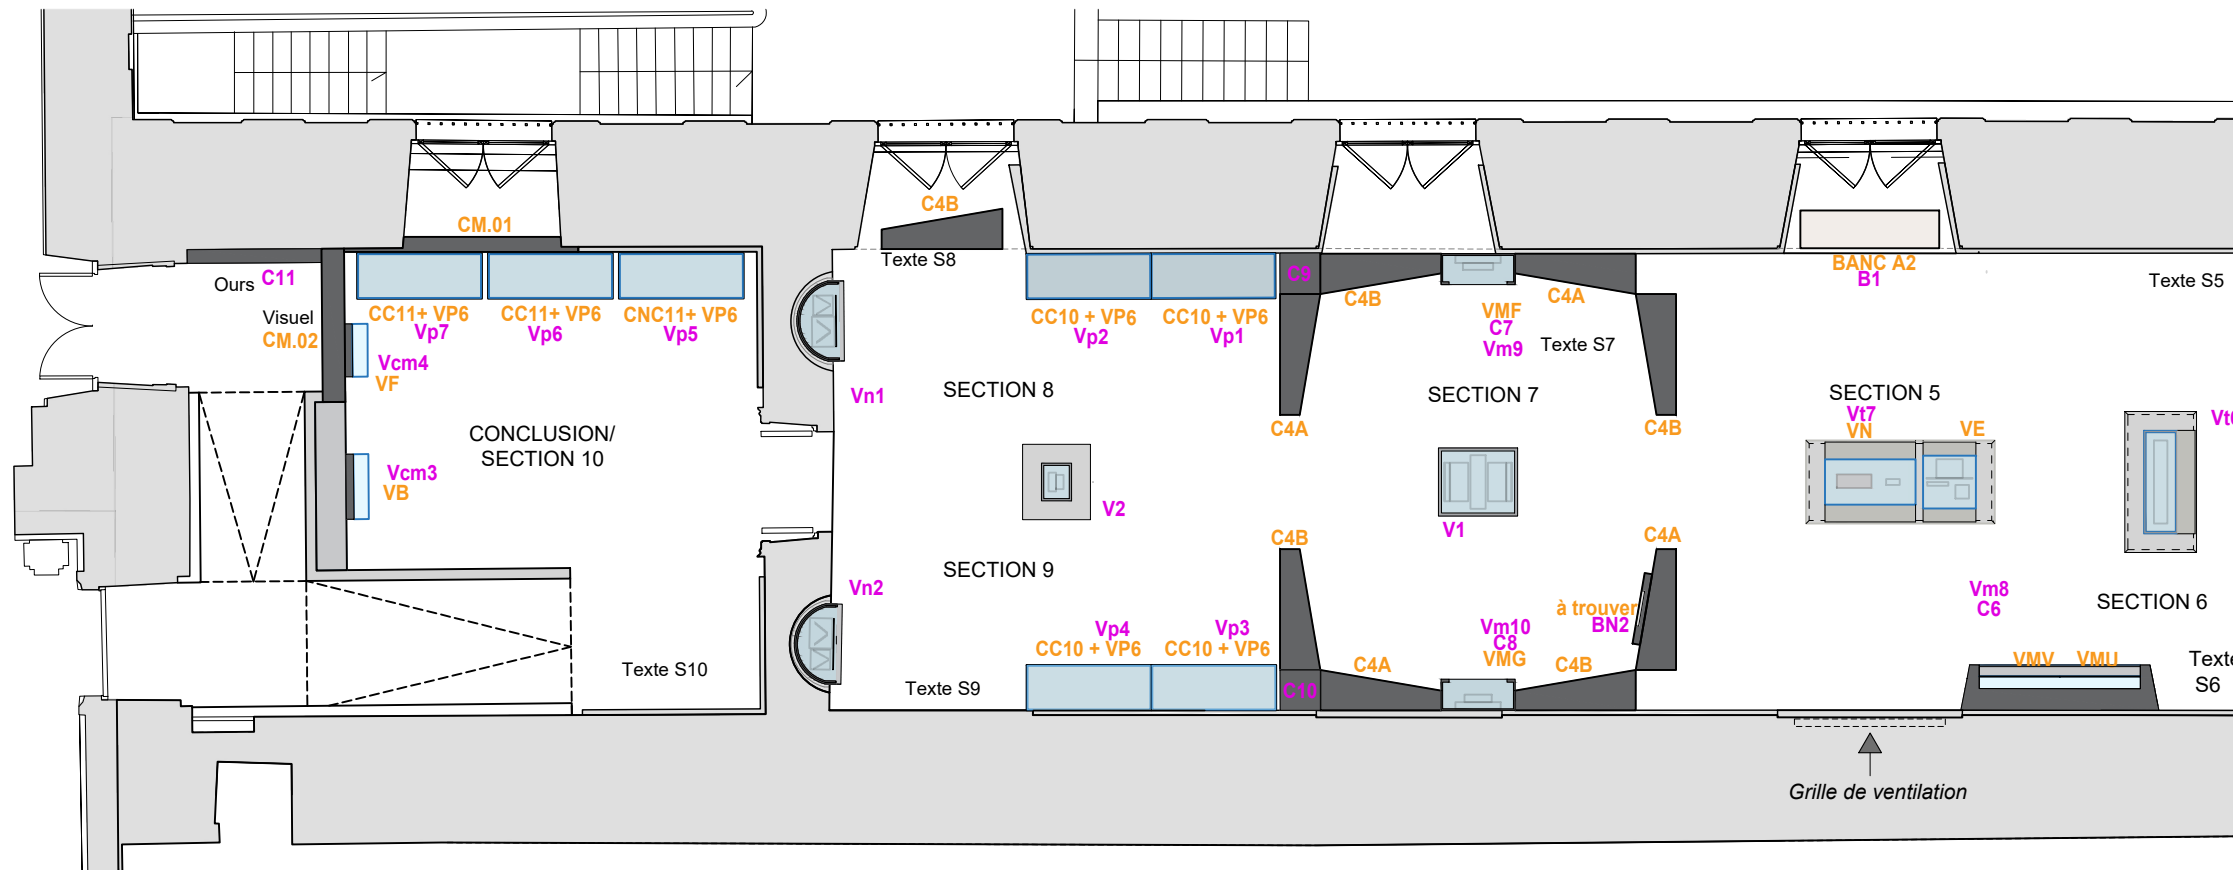 C4B
CM.01
Texte S8
BANC A2
B1
Texte S5
Ours C11
Visuel
CM.02
CC11+ VP6
Vp7
CC11+ VP6
Vp6
CNC11+ VP6
Vp5
CC10 + VP6
Vp2
CC10 + VP6
Vp1
C9
C4B
C4A
VMF
C7
Vm9
Texte S7
Vcm4
VF
Vn1
SECTION 8
SECTION 7
SECTION 5
Vt7
VN
VE
C4A
C4B
CONCLUSION/
SECTION 10
Vcm3
VB
V2
V1
C4B
C4A
SECTION 9
Vn2
Vm8
C6
SECTION 6
à trouver
BN2
Vp4
CC10 + VP6
Vp3
CC10 + VP6
Vm10
C8
VMG
C4A
C4B
VMV
VMU
Texte S10
Texte S9
C10
S6
Grille de ventilation